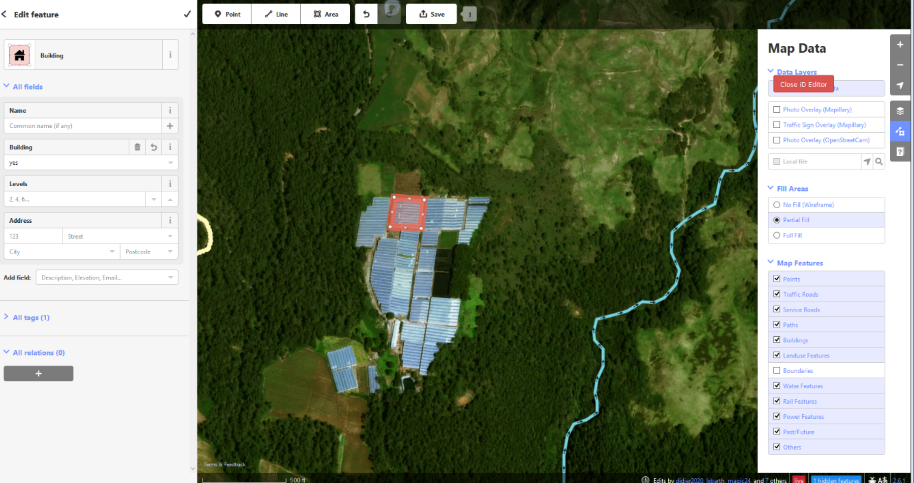 Edit feature
Building
All fields
Name
Common name (if any)
Building
yes
Levels
2, 4, 6...
Address
123
Street
City
Postcode
Add field:
Description, Elevation, Email...
All tags (1)
All relations (0)
+
Point
Line
Area
Save
1
Terms & Feedback
500 ft
Map Data
Data Layers
Close iD Editor
Photo Overlay (Mapillary)
Traffic Sign Overlay (Mapillary)
Photo Overlay (OpenStreetCam)
Local file
Fill Areas
No Fill (Wireframe)
Partial Fill
Full Fill
Map Features
Points
Traffic Roads
Service Roads
Paths
Buildings
Landuse Features
Boundaries
Water Features
Rail Features
Power Features
Past/Future
Others
Edits by didier2020, and 7 others
1 hidden features
2.6.1